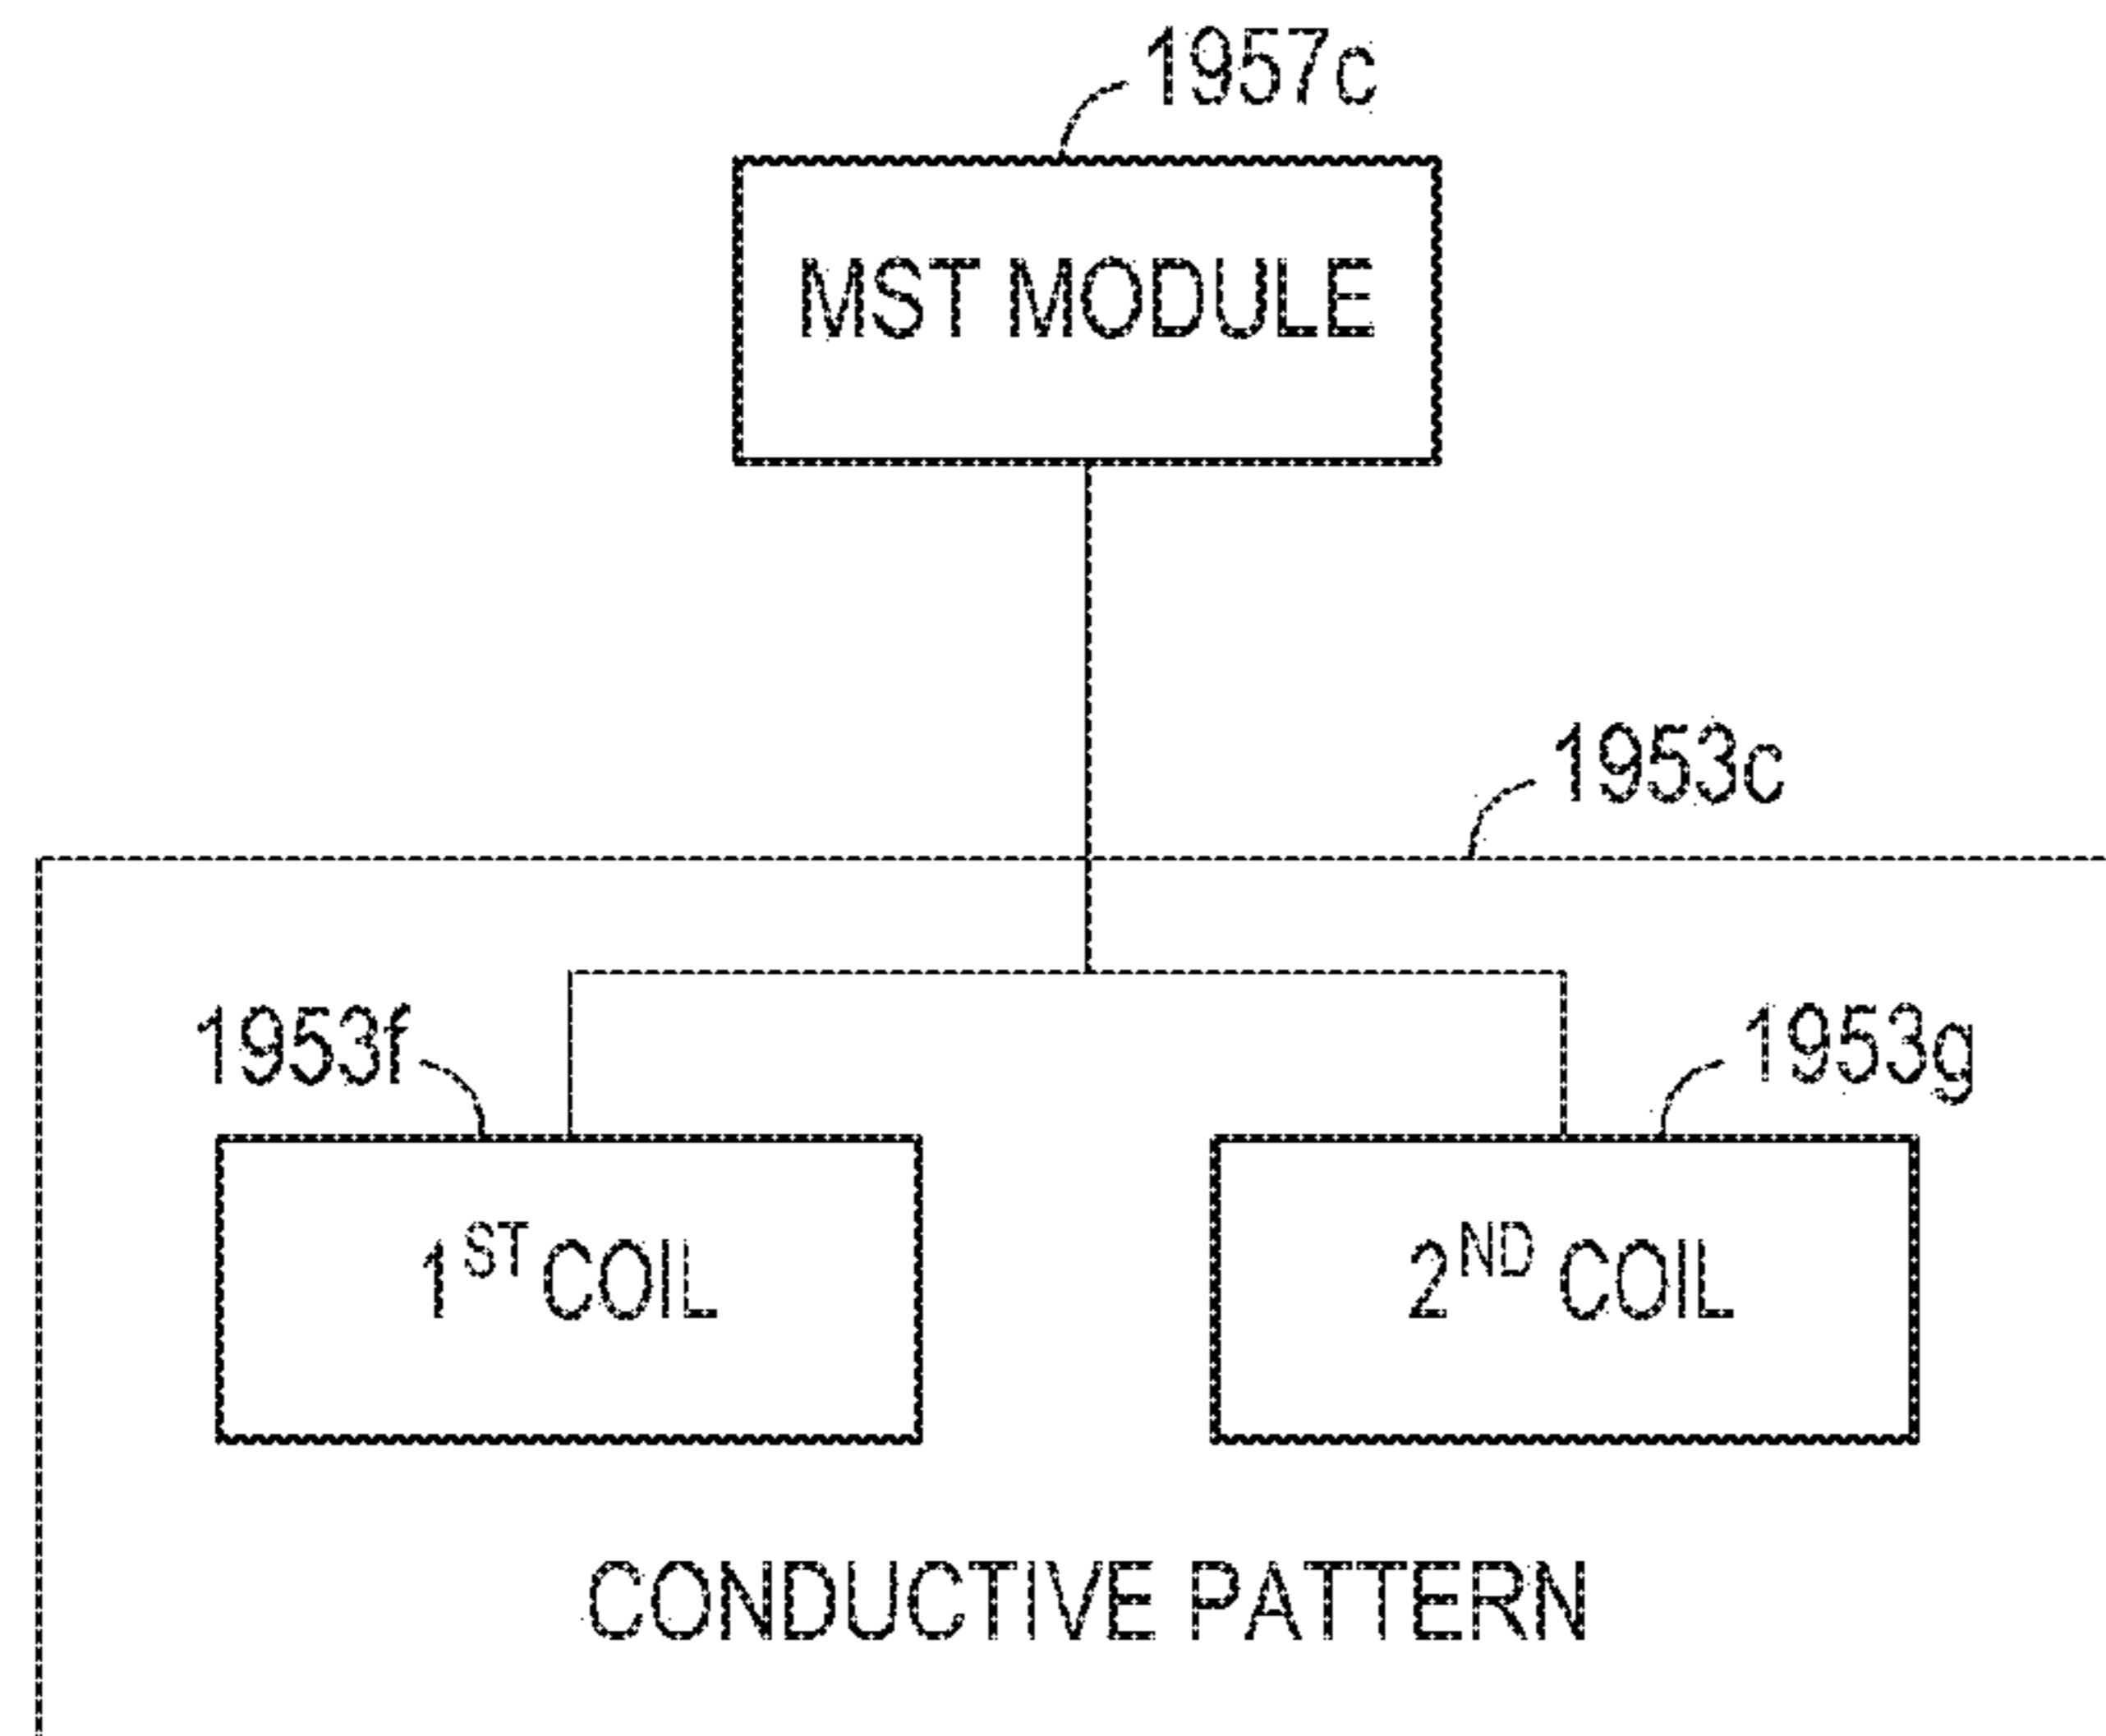 1957c
MST MODULE
1953c
1953f
1953g
1ST COIL
2ND COIL
CONDUCTIVE PATTERN